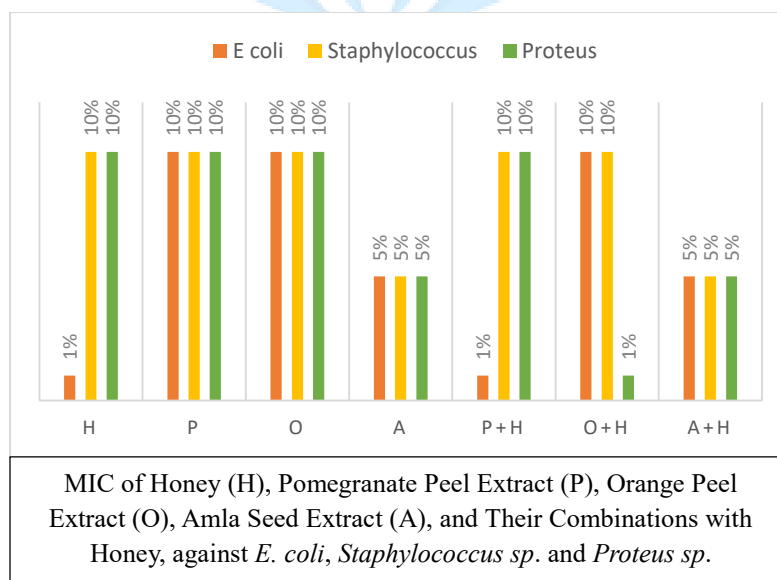 E coli Staphylococcus Proteus
1% 10% 10% 10% 10% 10% 10% 10% 10% 5% 5% 5% 1% 10% 10% 10% 10% 1% 5% 5% 5%
H P O A P + H O + H A + H
MIC of Honey (H), Pomegranate Peel Extract (P), Orange Peel
Extract (O), Amla Seed Extract (A), and Their Combinations with
Honey, against E. coli, Staphylococcus sp. and Proteus sp.